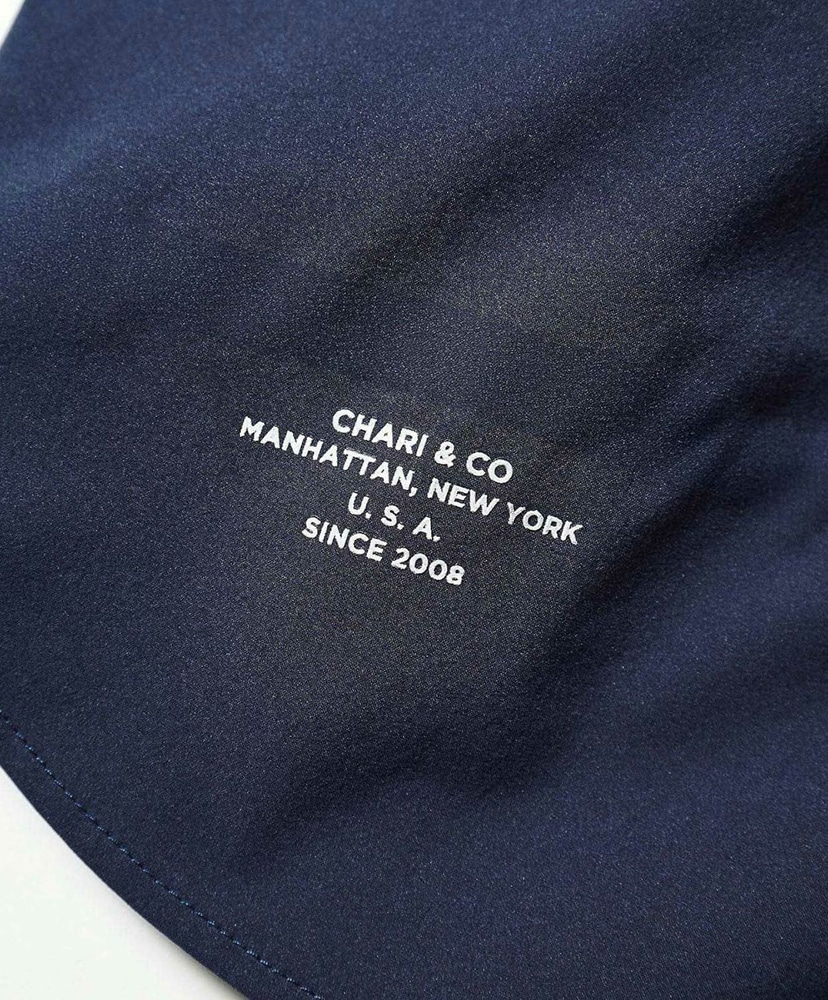 CHARI & CO
MANHATTAN, NEW YORK
U. S. A.
SINCE 2008